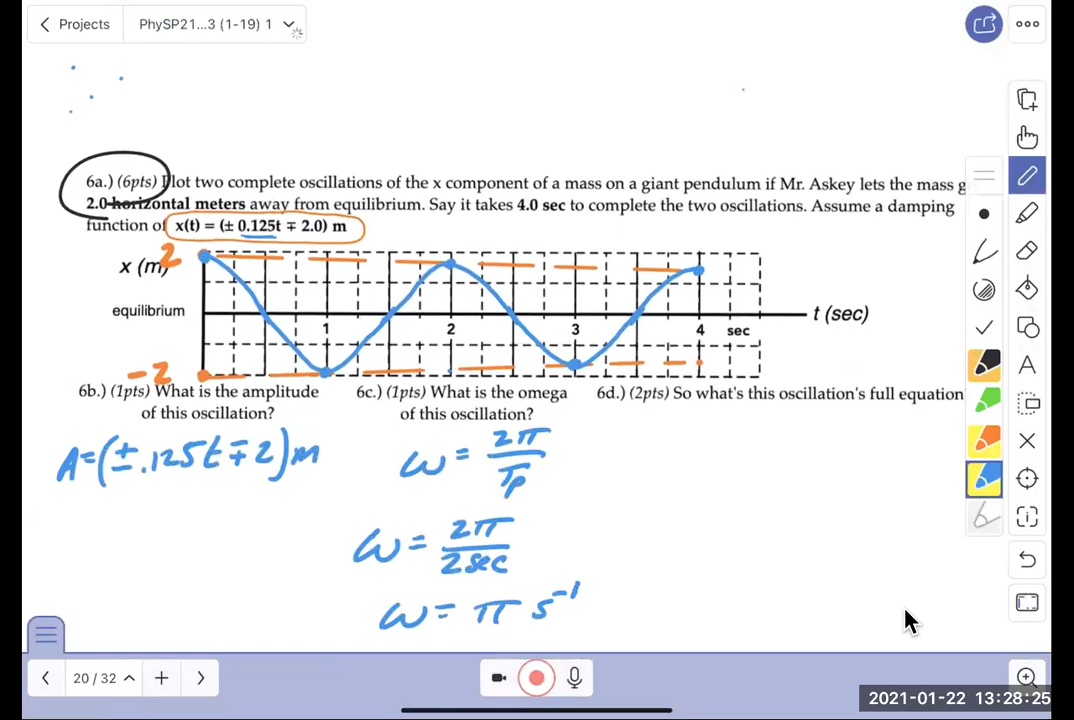 Projects
PhySP21...3 (1-19) 1
6a.) (6pts) Plot two complete oscillations of the x component of a mass on a giant pendulum if Mr. Askey lets the mass g
2.0 horizontal meters away from equilibrium. Say it takes 4.0 sec to complete the two oscillations. Assume a damping
function of x(t) = (± 0.125t ∓ 2.0) m
x (m) 2
equilibrium
t (sec)
1 2 3 4 sec
-2
6b.) (1pts) What is the amplitude
of this oscillation?
6c.) (1pts) What is the omega
of this oscillation?
6d.) (2pts) So what's this oscillation's full equation
A=(±.125t∓2)m
ω = 2π/Tp
ω = 2π/2sec
ω = π s⁻¹
20 / 32
2021-01-22 13:28:25